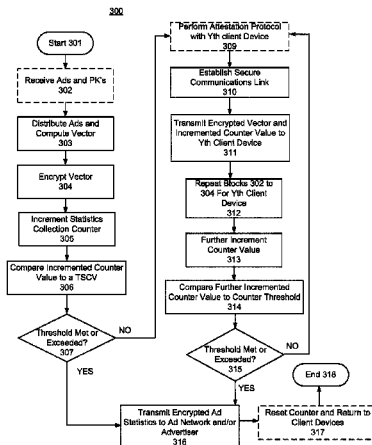 300
Start 301
Receive Ads and PK's
302
Distribute Ads and
Compute Vector
303
Encrypt Vector
304
Increment Statistics
Collection Counter
305
Compare Incremented Counter
Value to a TSCV
306
Threshold Met or
Exceeded?
307
NO
YES
Perform Attestation Protocol
with Yth client Device
309
Establish Secure
Communications Link
310
Transmit Encrypted Vector and
Incremented Counter Value to
Yth Client Device
311
Repeat Blocks 302 to
304 For Yth Client
Device
312
Further Increment
Counter Value
313
Compare Further Incremented
Counter Value to Counter Threshold
314
Threshold Met or
Exceeded?
315
NO
YES
Transmit Encrypted Ad
Statistics to Ad Network and/or
Advertiser
316
Reset Counter and Return to
Client Devices
317
End 318